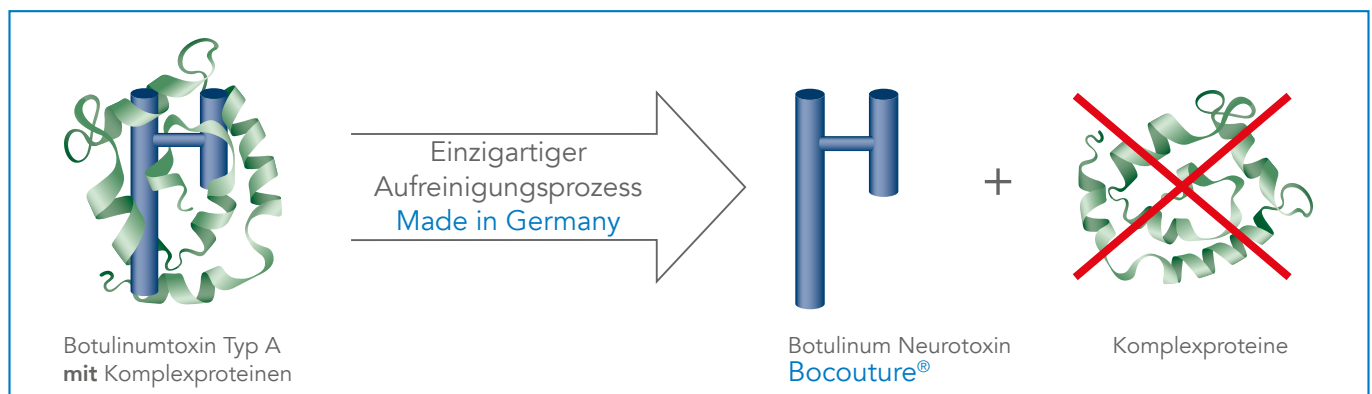 Einzigartiger
Aufreinigungsprozess
Made in Germany
+
Botulinumtoxin Typ A
mit Komplexproteinen
Botulinum Neurotoxin
Bocouture®
Komplexproteine